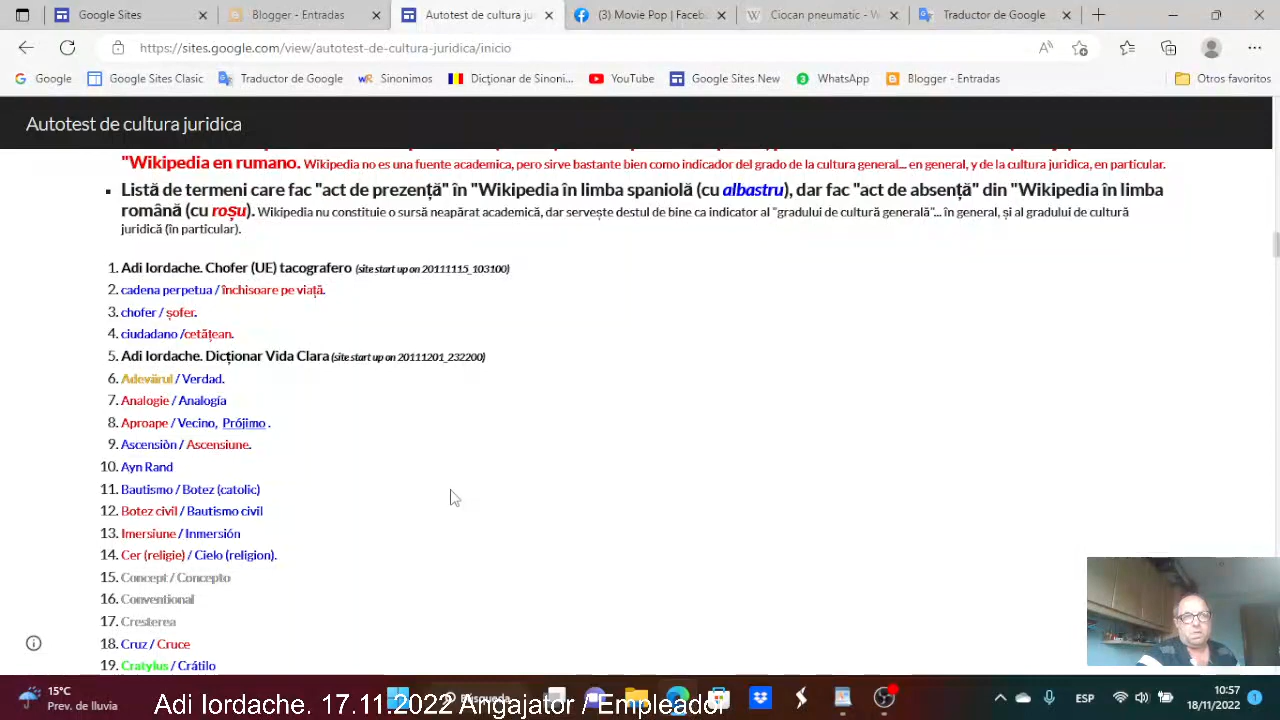 Autotest de cultura juri
(3) Facebook
Contaminante pneumatic - W
Traductor de Google
https://sites.google.com/view/autotest-de-cultura-juridica/inicio
Google
Google Sites Clasic
Traductor de Google
Sinonimos
Dicționar de Sinoni...
YouTube
Google Sites New
WhatsApp
Blogger - Entradas
Otros favoritos
Autotest de cultura juridica
"Wikipedia en rumano. Wikipedia no es una fuente academica, pero sirve bastante bien como indicador del grado de la cultura general... en general, y de la cultura juridica, en particular.
▪ Listă de termeni care fac "act de prezență" în "Wikipedia în limba spaniolă (cu albastru), dar fac "act de absență" din "Wikipedia în limba
română (cu roșu). Wikipedia nu constituie o sursă neapărat academică, dar servește destul de bine ca indicator al "gradului de cultură generală"... în general, și al gradului de cultură
juridică (în particular).
1. Adi Iordache. Chofer (UE) tacografero (site start up on 20111115_103100)
2. cadena perpetua / închisoare pe viață.
3. chofer / șofer.
4. ciudadano /cetățean.
5. Adi Iordache. Dicționar Vida Clara (site start up on 20111201_232200)
6. Adevărul / Verdad.
7. Analogie / Analogía
8. Aproape / Vecino, Prójimo .
9. Ascensiòn / Ascensiune.
10. Ayn Rand
11. Bautismo / Botez (catolic)
12. Botez civil / Bautismo civil
13. Imersiune / Inmersión
14. Cer (religie) / Cielo (religion).
15. Concept / Concepto
16. Conventional
17. Cresterea
18. Cruz / Cruce
19. Cratylus / Crátilo
15°C
Prev. de lluvia
Búsqueda
ESP
10:57
18/11/2022
1
Adi Iordache. 17.11.2022 Angajator / Empleador